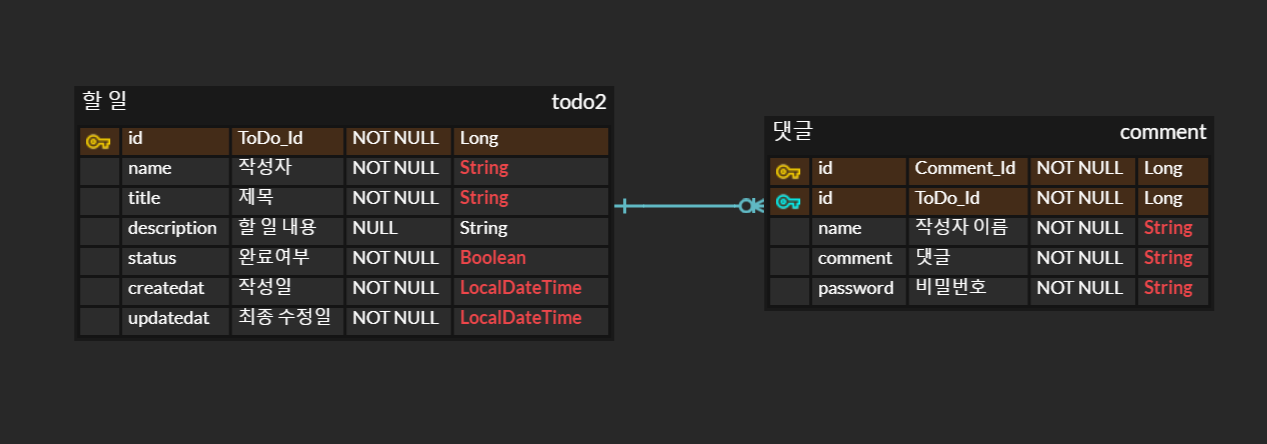 할 일 todo2
id ToDo_Id NOT NULL Long
name 작성자 NOT NULL String
title 제목 NOT NULL String
description 할 일 내용 NULL String
status 완료여부 NOT NULL Boolean
createdat 작성일 NOT NULL LocalDateTime
updatedat 최종 수정일 NOT NULL LocalDateTime
댓글 comment
id Comment_Id NOT NULL Long
id ToDo_Id NOT NULL Long
name 작성자 이름 NOT NULL String
comment 댓글 NOT NULL String
password 비밀번호 NOT NULL String